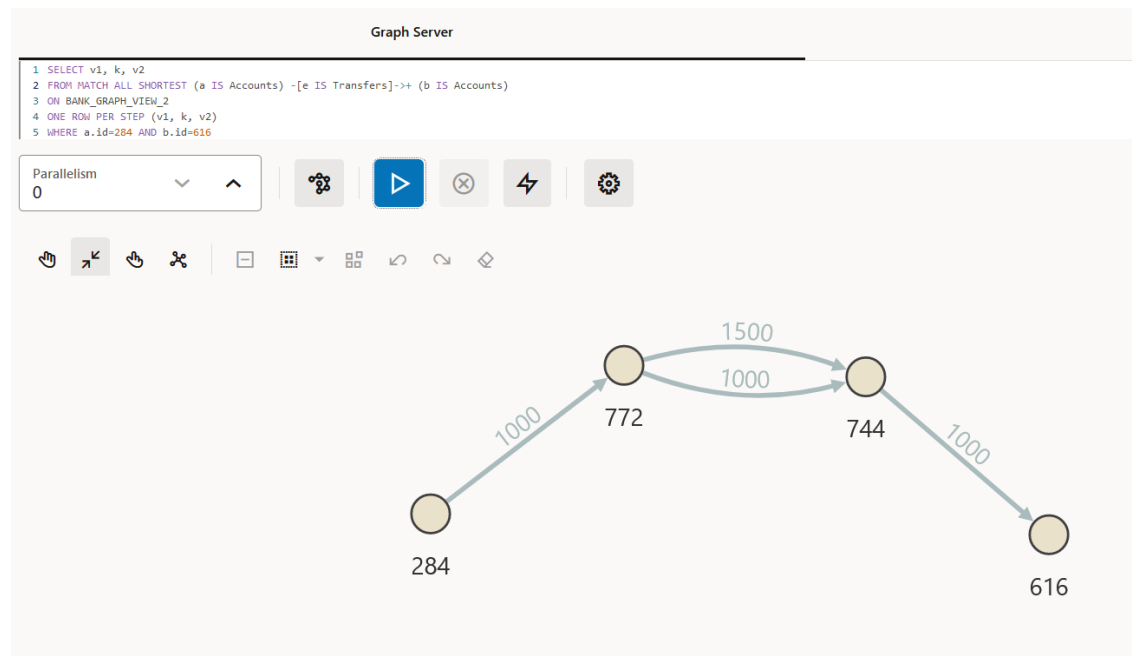 Graph Server
1 SELECT v1, k, v2
2 FROM MATCH ALL SHORTEST (a IS Accounts) -[e IS Transfers]->+ (b IS Accounts)
3 ON BANK_GRAPH_VIEW_2
4 ONE ROW PER STEP (v1, k, v2)
5 WHERE a.id=284 AND b.id=616
Parallelism
0
1500
1000
772
1000
744
1000
284
616